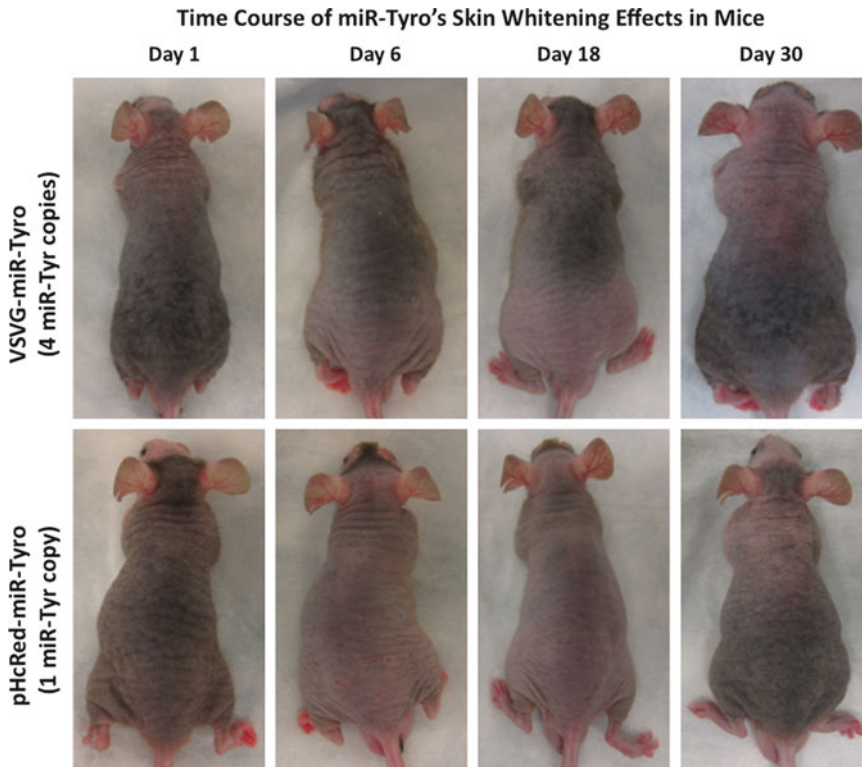 Time Course of miR-Tyro’s Skin Whitening Effects in Mice
Day 1
Day 6
Day 18
Day 30
VSVG-miR-Tyro
(4 miR-Tyr copies)
pHcRed-miR-Tyro
(1 miR-Tyr copy)